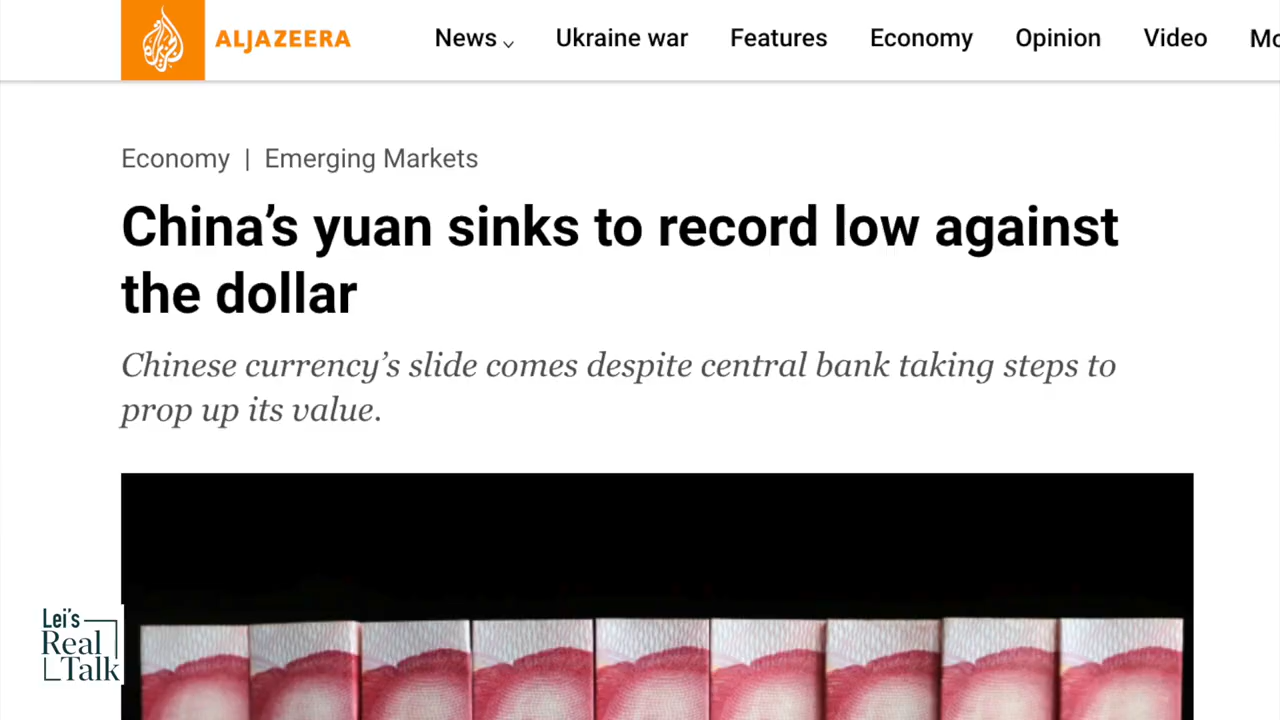 ALJAZEERA
News Ukraine war Features Economy Opinion Video Mo
Economy | Emerging Markets
China’s yuan sinks to record low against
the dollar
Chinese currency’s slide comes despite central bank taking steps to
prop up its value.
Lei's
Real
Talk